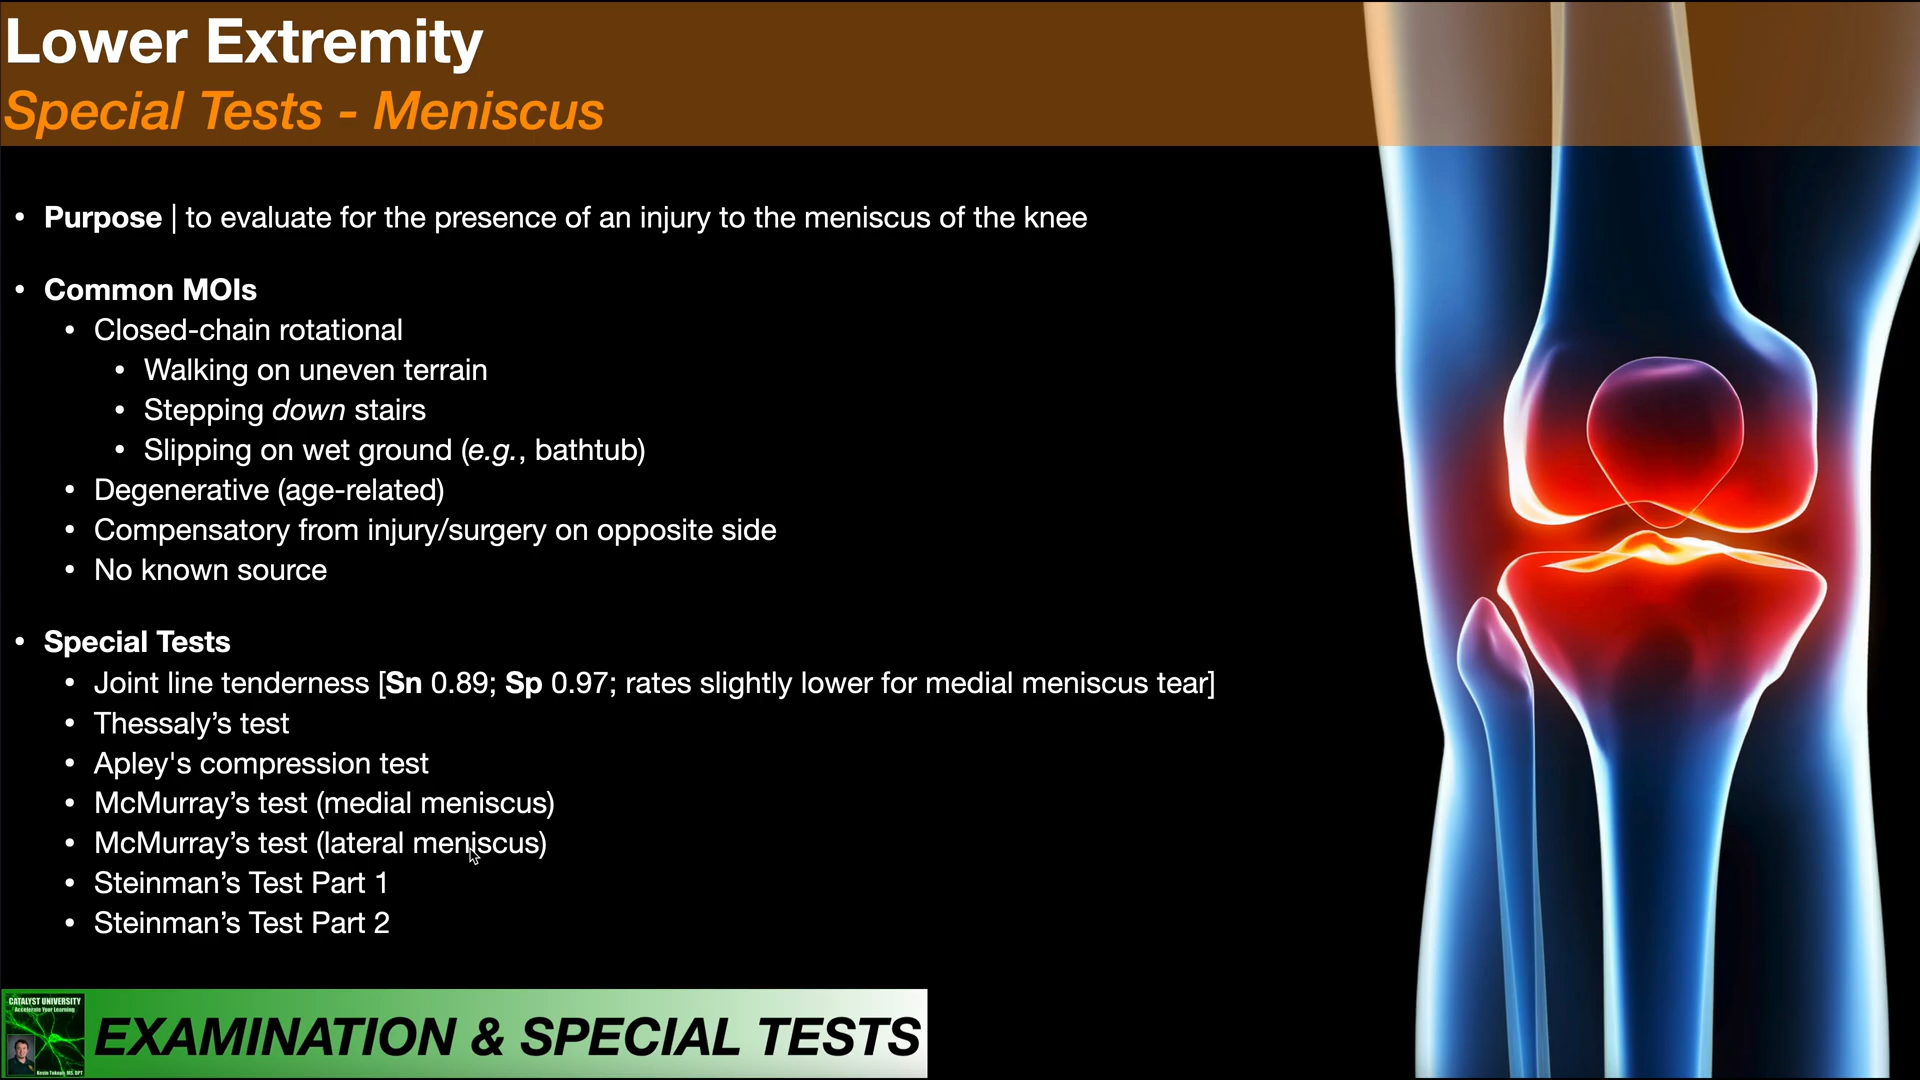 Lower Extremity
Special Tests - Meniscus
• Purpose | to evaluate for the presence of an injury to the meniscus of the knee
• Common MOIs
• Closed-chain rotational
• Walking on uneven terrain
• Stepping down stairs
• Slipping on wet ground (e.g., bathtub)
• Degenerative (age-related)
• Compensatory from injury/surgery on opposite side
• No known source
• Special Tests
• Joint line tenderness [Sn 0.89; Sp 0.97; rates slightly lower for medial meniscus tear]
• Thessaly’s test
• Apley's compression test
• McMurray’s test (medial meniscus)
• McMurray’s test (lateral meniscus)
• Steinman’s Test Part 1
• Steinman’s Test Part 2
CATALYST UNIVERSITY
Accelerate Your Learning
EXAMINATION & SPECIAL TESTS